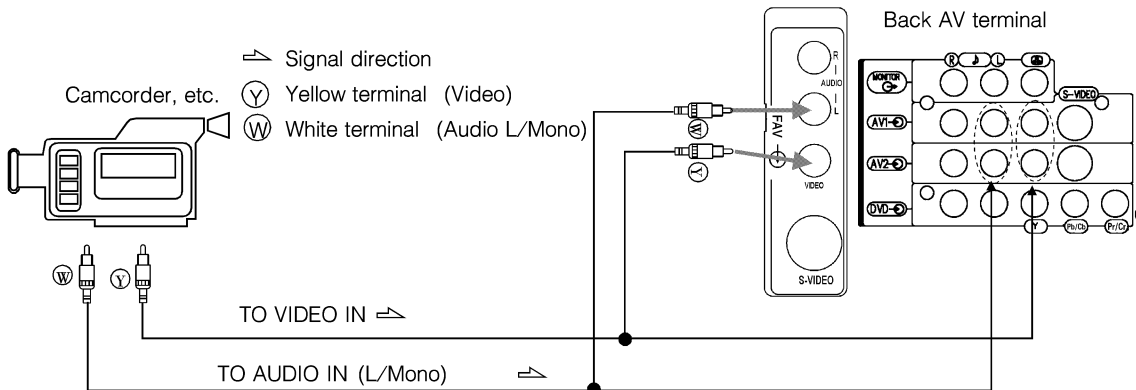 Back AV terminal
Signal direction
Camcorder, etc.
Y Yellow terminal (Video)
W White terminal (Audio L/Mono)
R
AUDIO
L
FAV
VIDEO
S-VIDEO
W
Y
R ♪ L
MONITOR
S-VIDEO
AV1
AV2
DVD
Y Pb/Cb Pr/Cr
W Y
TO VIDEO IN
TO AUDIO IN (L/Mono)